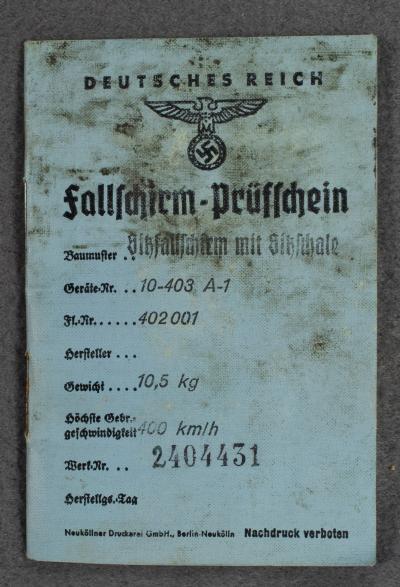 DEUTSCHES REICH
Fallschirm-Prüfschein
Baumuster . . Sitzfallschirm mit Sitzschale
Geräte-Nr. . . 10-403 A-1
Fl.-Nr. . . . . . 402001
Hersteller . . .
Gewicht . . . . 10,5 kg
Höchste Gebr.-
geschwindigkeit 400 km/h
Werk-Nr. . . . 2404431
Herstellgs.-Tag
Neuköllner Druckerei GmbH., Berlin-Neukölln Nachdruck verboten